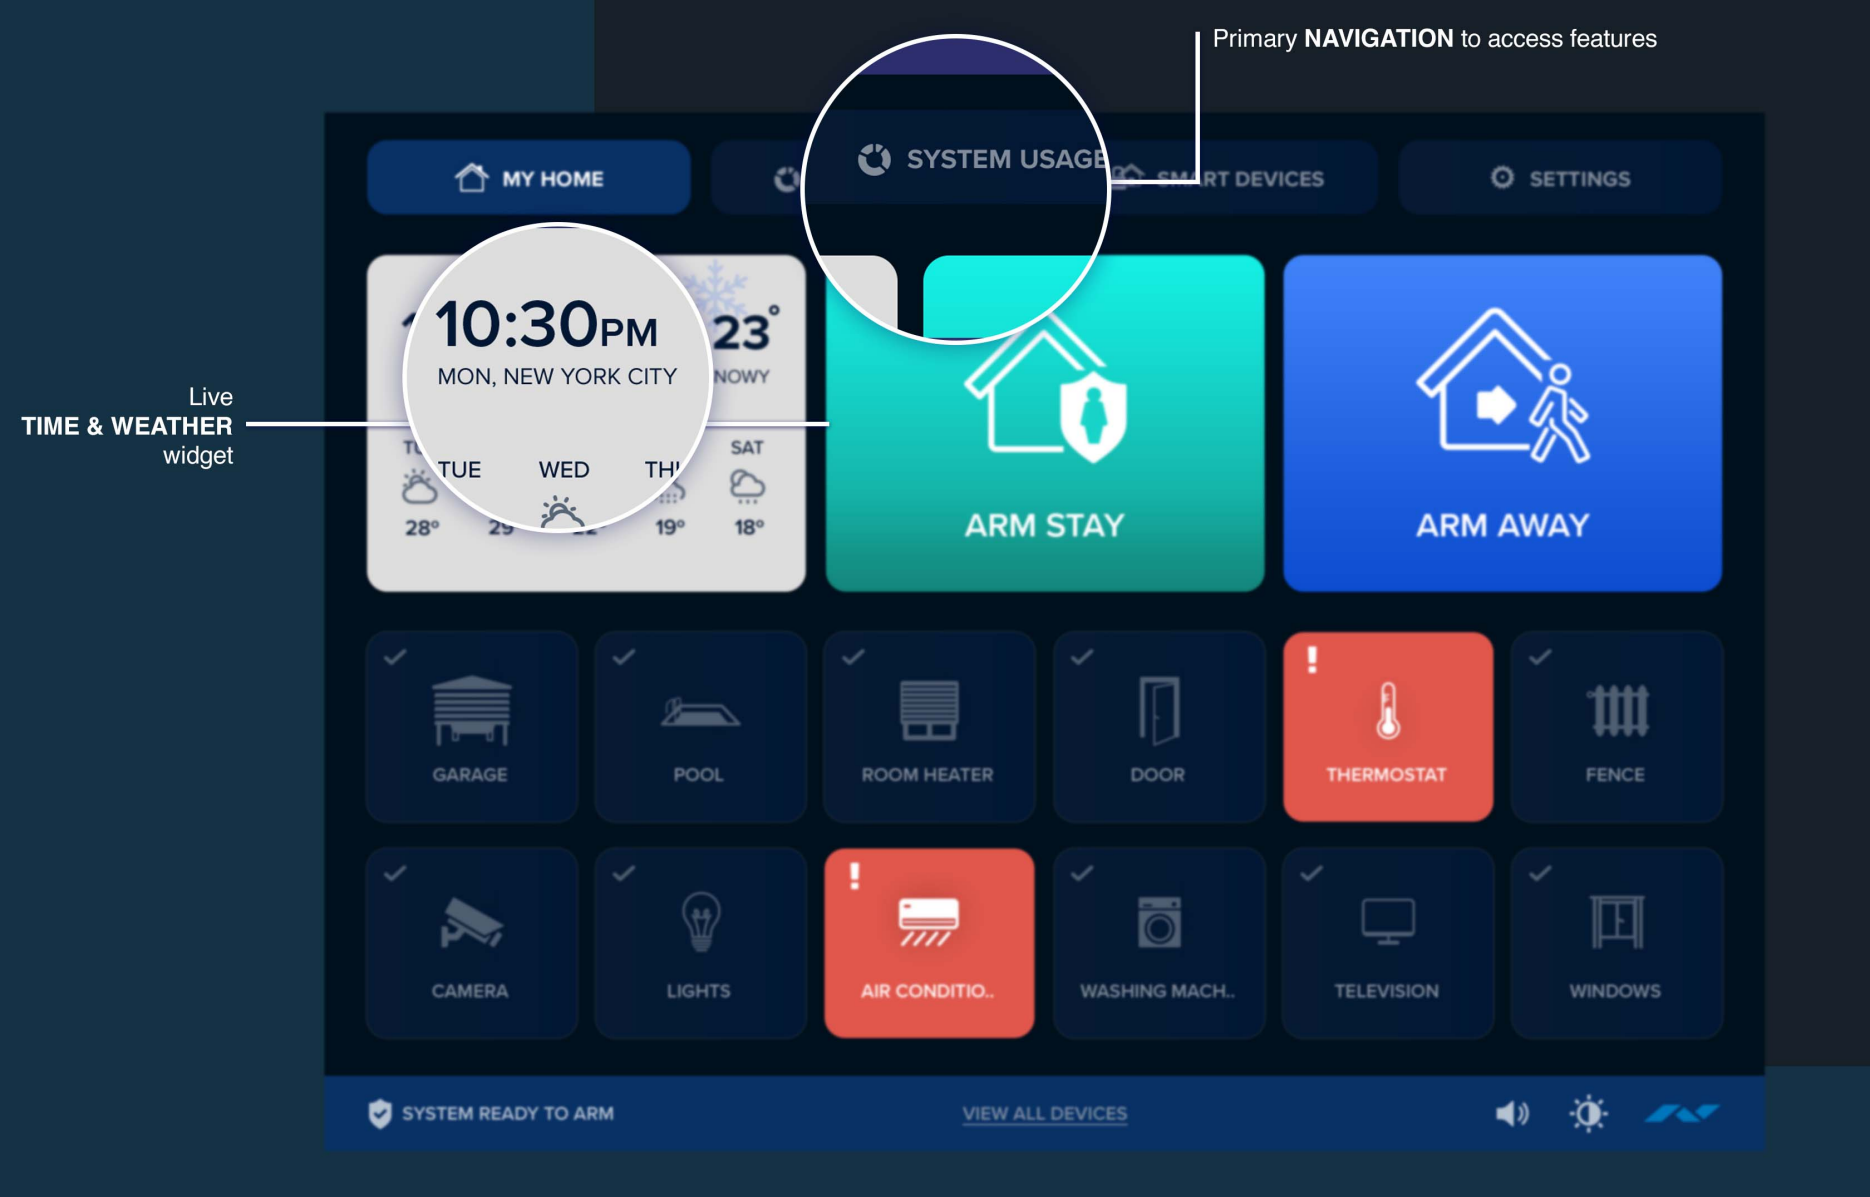 Primary NAVIGATION to access features
MY HOME
SYSTEM USAGE
SMART DEVICES
SETTINGS
10:30PM
MON, NEW YORK CITY
23°
NOWY
Live
TIME & WEATHER
widget
TUE
WED
SAT
28°
29
19°
18°
ARM STAY
ARM AWAY
GARAGE
POOL
ROOM HEATER
DOOR
! THERMOSTAT
FENCE
CAMERA
LIGHTS
! AIR CONDITIO..
WASHING MACH..
TELEVISION
WINDOWS
SYSTEM READY TO ARM
VIEW ALL DEVICES